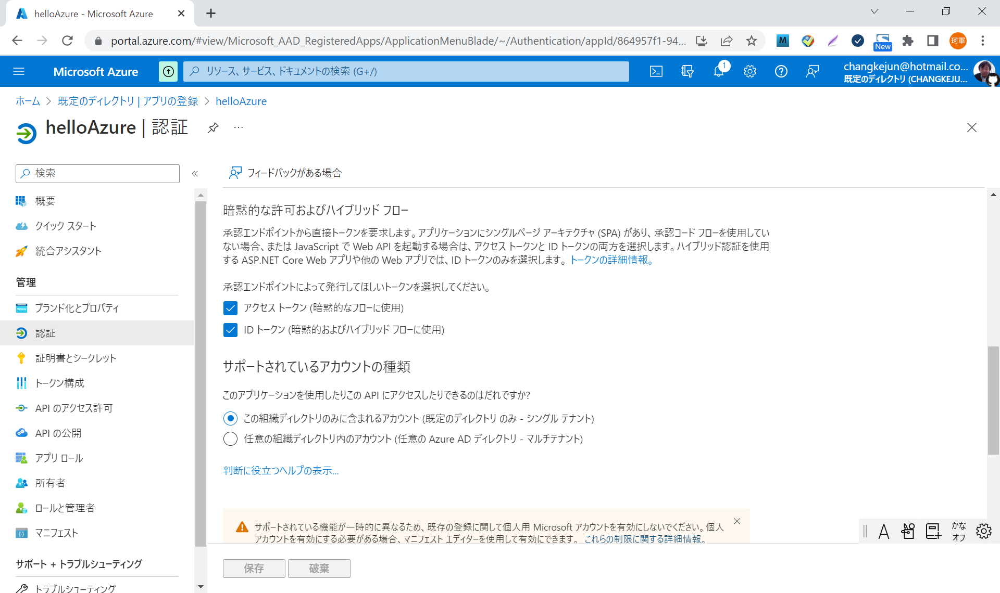 helloAzure - Microsoft Azure
portal.azure.com/#view/Microsoft_AAD_RegisteredApps/ApplicationMenuBlade/~/Authentication/appId/864957f1-94...
M
New
珂軍
Microsoft Azure
リソース、サービス、ドキュメントの検索 (G+/)
1
changkejun@hotmail.co...
既定のディレクトリ (CHANGKEJU...
ホーム > 既定のディレクトリ | アプリの登録 > helloAzure
helloAzure | 認証
...
検索
«
フィードバックがある場合
概要
クイック スタート
統合アシスタント
管理
ブランド化とプロパティ
認証
証明書とシークレット
トークン構成
API のアクセス許可
API の公開
アプリ ロール
所有者
ロールと管理者
マニフェスト
サポート + トラブルシューティング
トラブルシューティング
暗黙的な許可およびハイブリッド フロー
承認エンドポイントから直接トークンを要求します。アプリケーションにシングルページ アーキテクチャ (SPA) があり、承認コード フローを使用してい
ない場合、または JavaScript で Web API を起動する場合は、アクセス トークンと ID トークンの両方を選択します。ハイブリッド認証を使用
する ASP.NET Core Web アプリや他の Web アプリでは、ID トークンのみを選択します。 トークンの詳細情報。
承認エンドポイントによって発行してほしいトークンを選択してください。
アクセス トークン (暗黙的なフローに使用)
ID トークン (暗黙的およびハイブリッド フローに使用)
サポートされているアカウントの種類
このアプリケーションを使用したりこの API にアクセスしたりできるのはだれですか?
この組織ディレクトリのみに含まれるアカウント (既定のディレクトリ のみ - シングル テナント)
任意の組織ディレクトリ内のアカウント (任意の Azure AD ディレクトリ - マルチテナント)
判断に役立つヘルプの表示...
サポートされている機能が一時的に異なるため、既存の登録に関して個人用 Microsoft アカウントを有効にしないでください。個人
アカウントを有効にする必要がある場合、マニフェスト エディターを使用して有効にできます。 これらの制限に関する詳細情報。
A
かな
オフ
保存
破棄